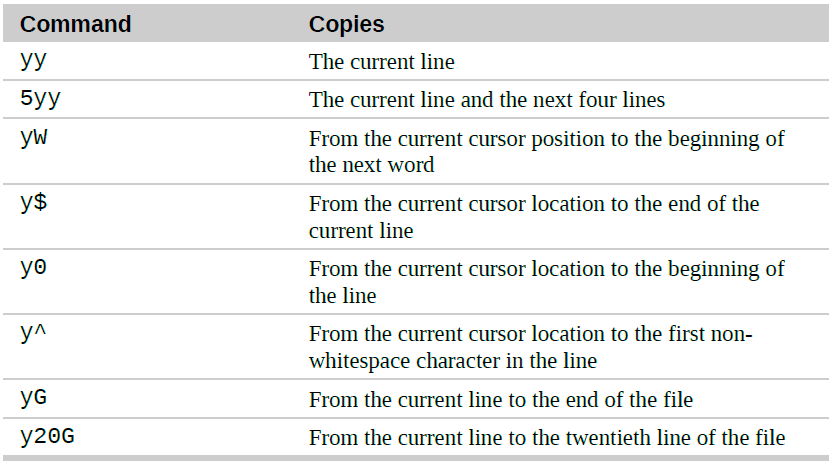 Command Copies
yy The current line
5yy The current line and the next four lines
yW From the current cursor position to the beginning of
the next word
y$ From the current cursor location to the end of the
current line
y0 From the current cursor location to the beginning of
the line
y^ From the current cursor location to the first non-
whitespace character in the line
yG From the current line to the end of the file
y20G From the current line to the twentieth line of the file